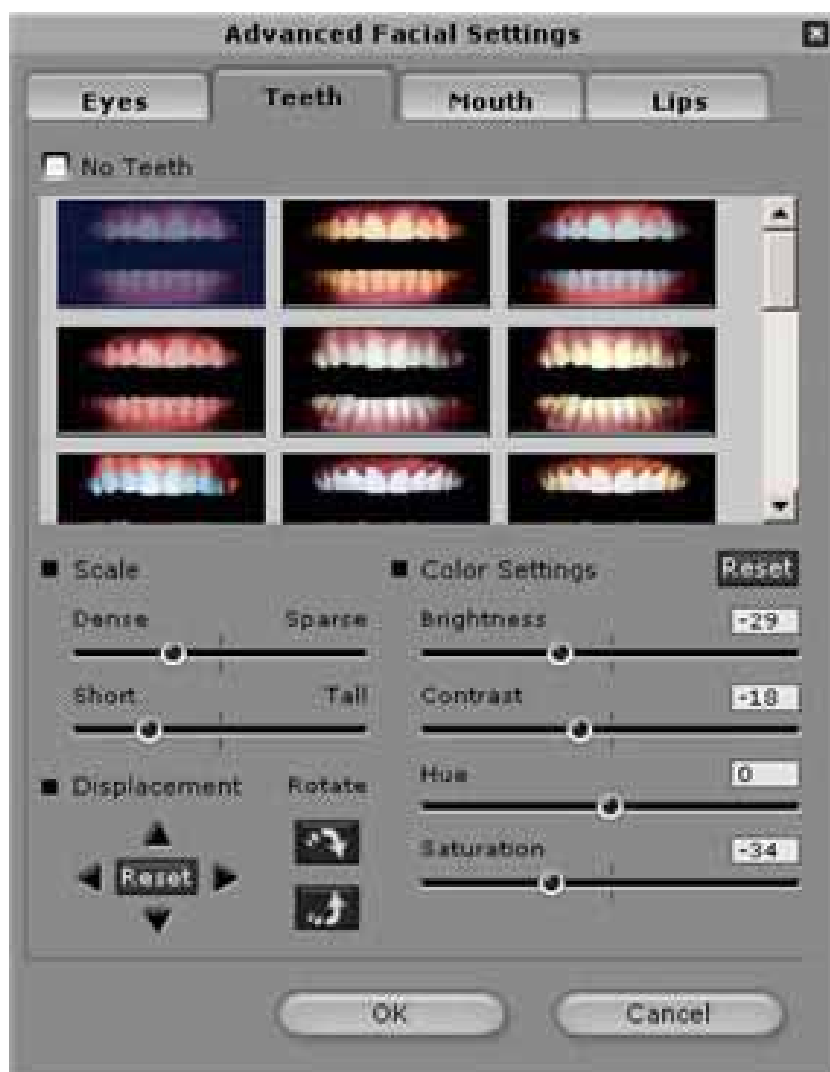 Advanced Facial Settings
Eyes Teeth Mouth Lips
No Teeth
Scale
Dense Sparse
Short Tall
Displacement Rotate
Reset
Color Settings Reset
Brightness -29
Contrast -18
Hue 0
Saturation -34
OK Cancel